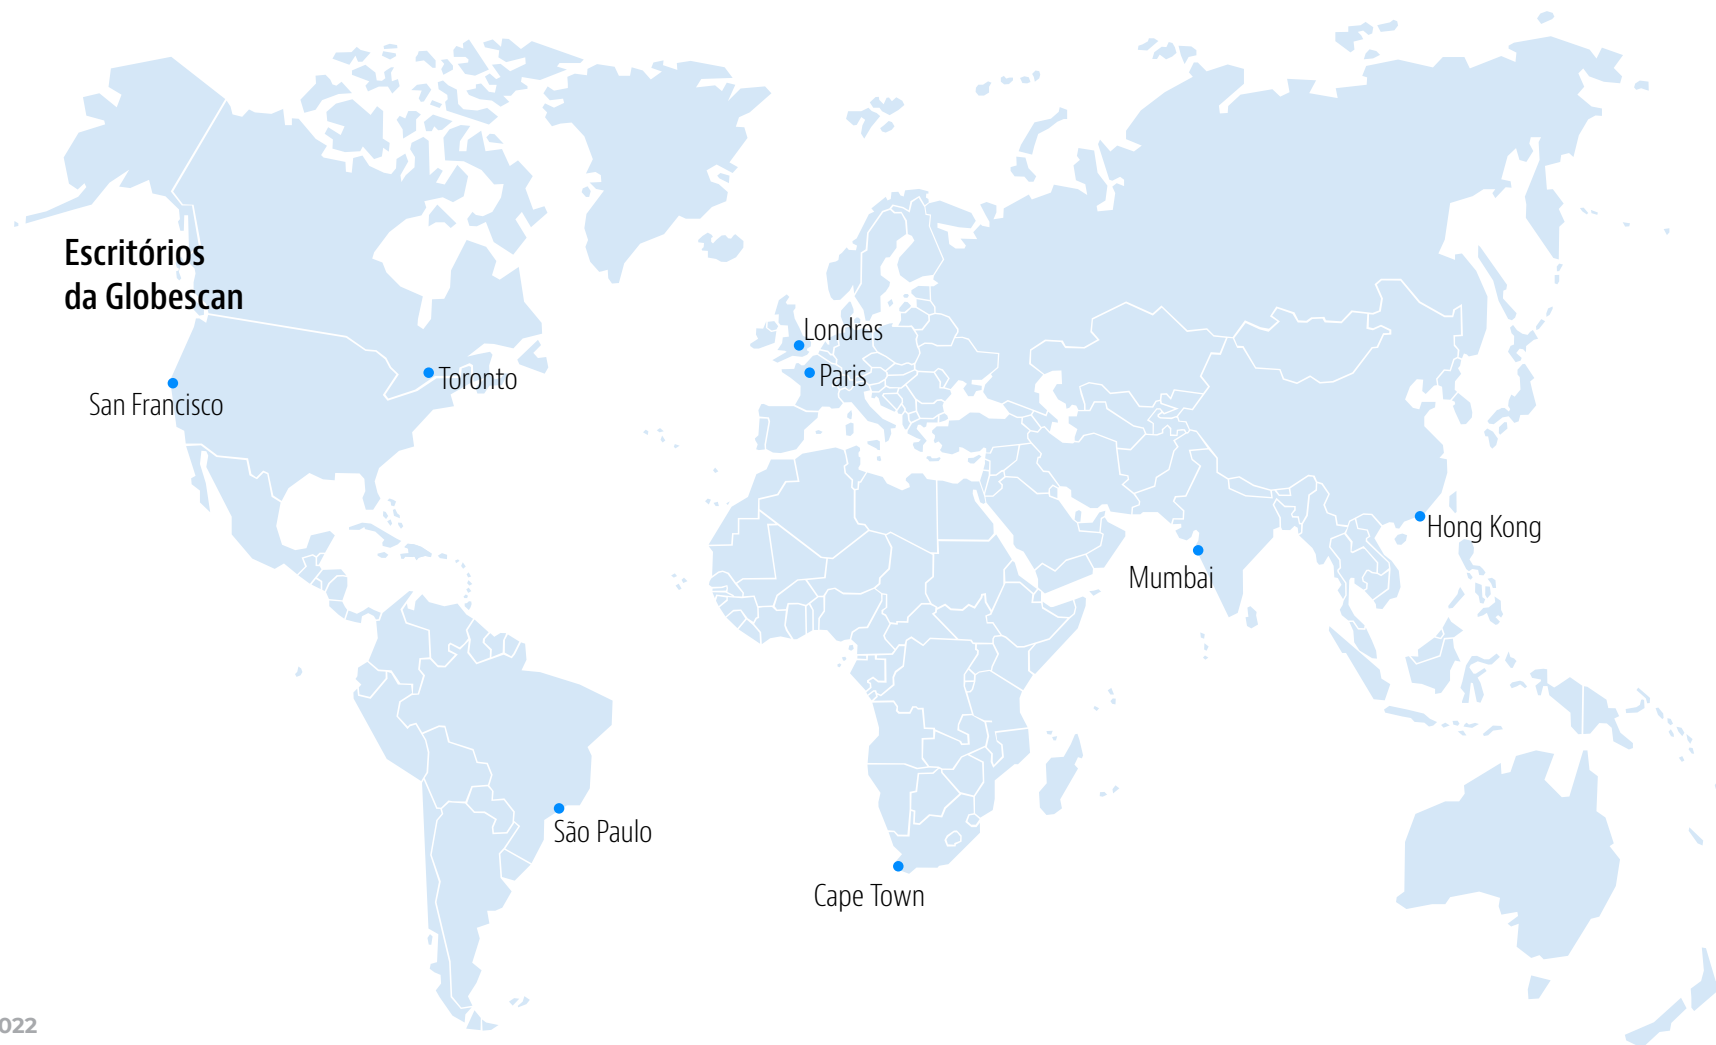 Escritórios
da Globescan
Londres
Paris
Toronto
San Francisco
Hong Kong
Mumbai
São Paulo
Cape Town
022